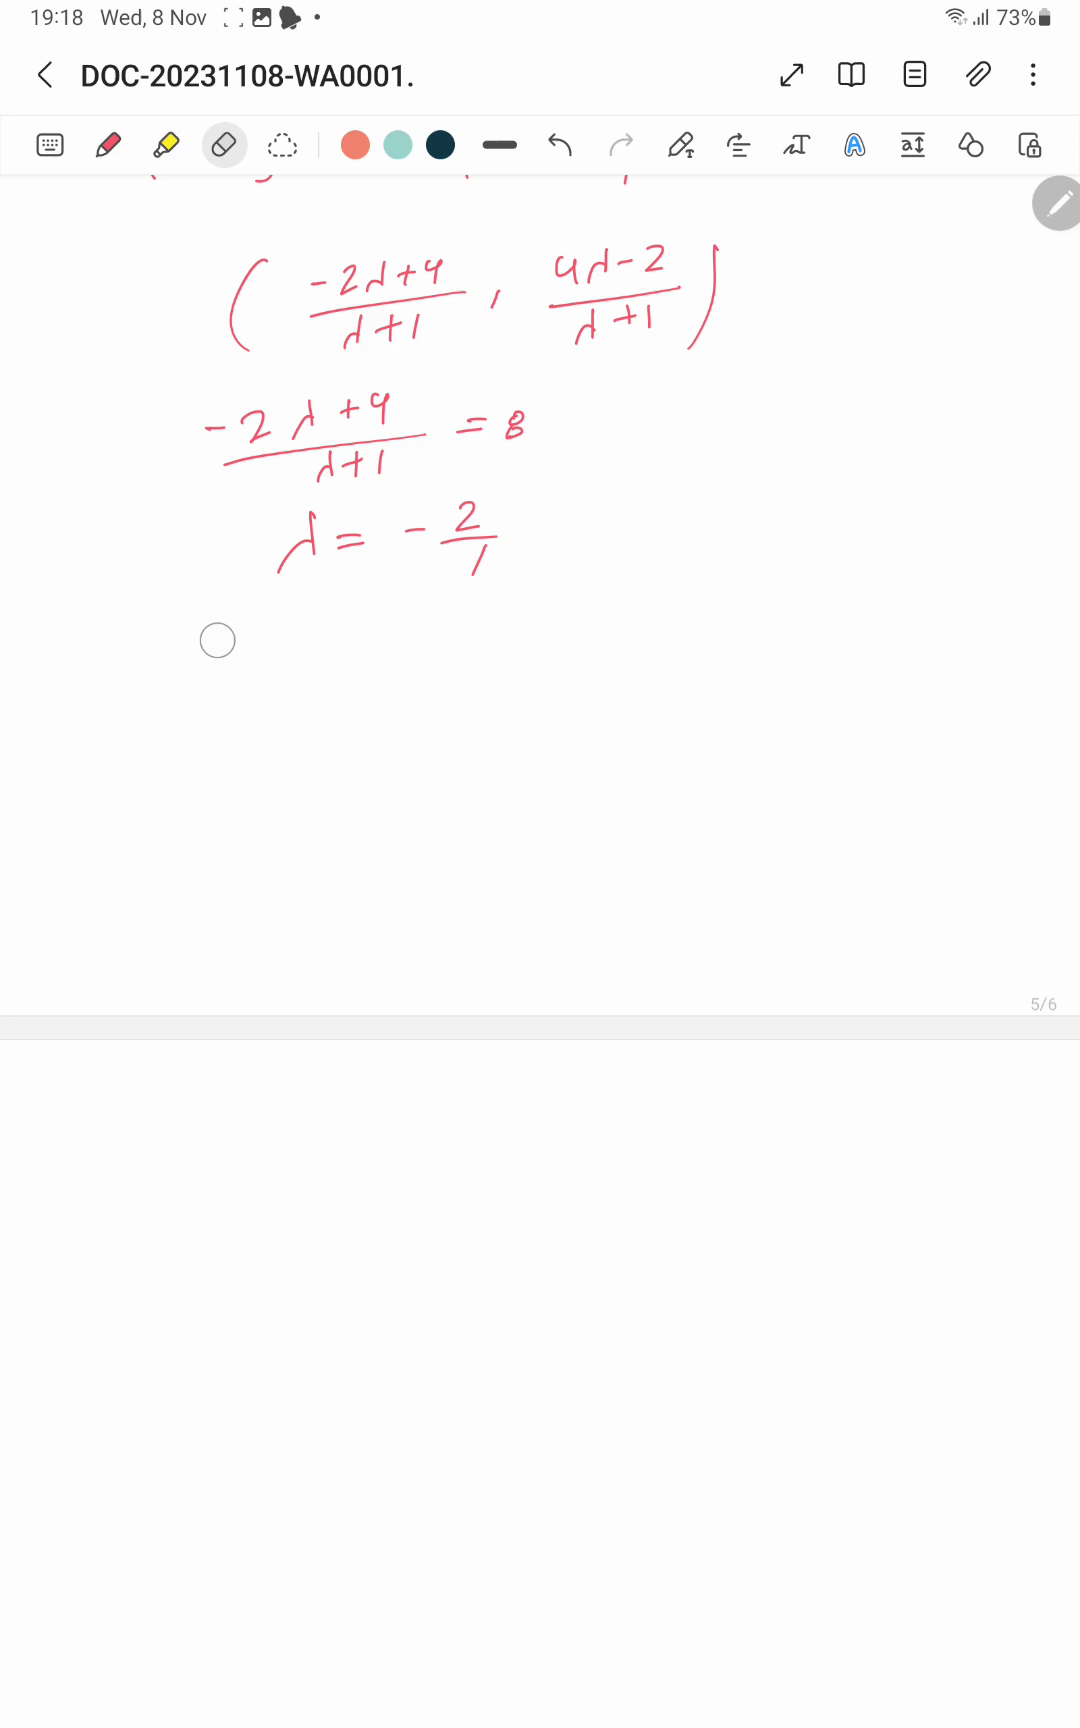 19:18 Wed, 8 Nov 73%
DOC-20231108-WA0001.
( (-2λ+4)/(λ+1) , (4λ-2)/(λ+1) )
(-2λ+4)/(λ+1) = 8
λ = -2/1
5/6